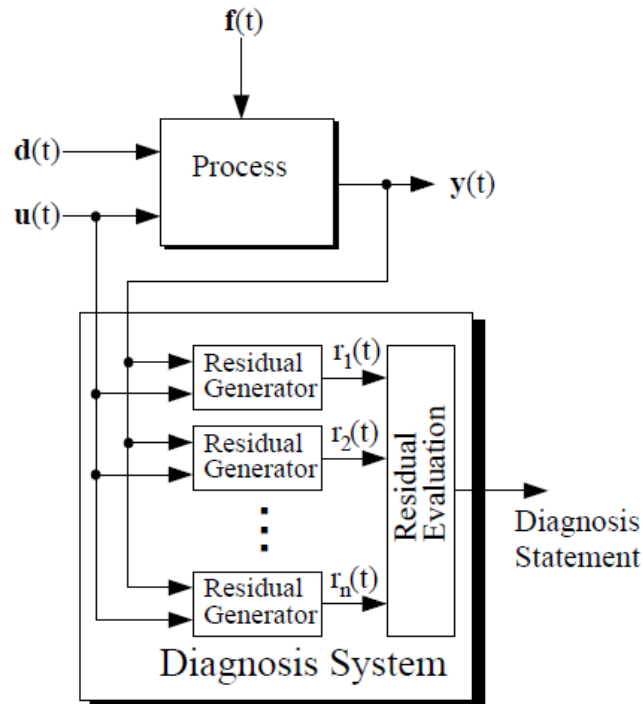 f(t)
d(t)
Process
u(t)
y(t)
Residual
Generator
r1(t)
Residual
Generator
r2(t)
Residual
Generator
rn(t)
Residual
Evaluation
Diagnosis
Statement
Diagnosis System